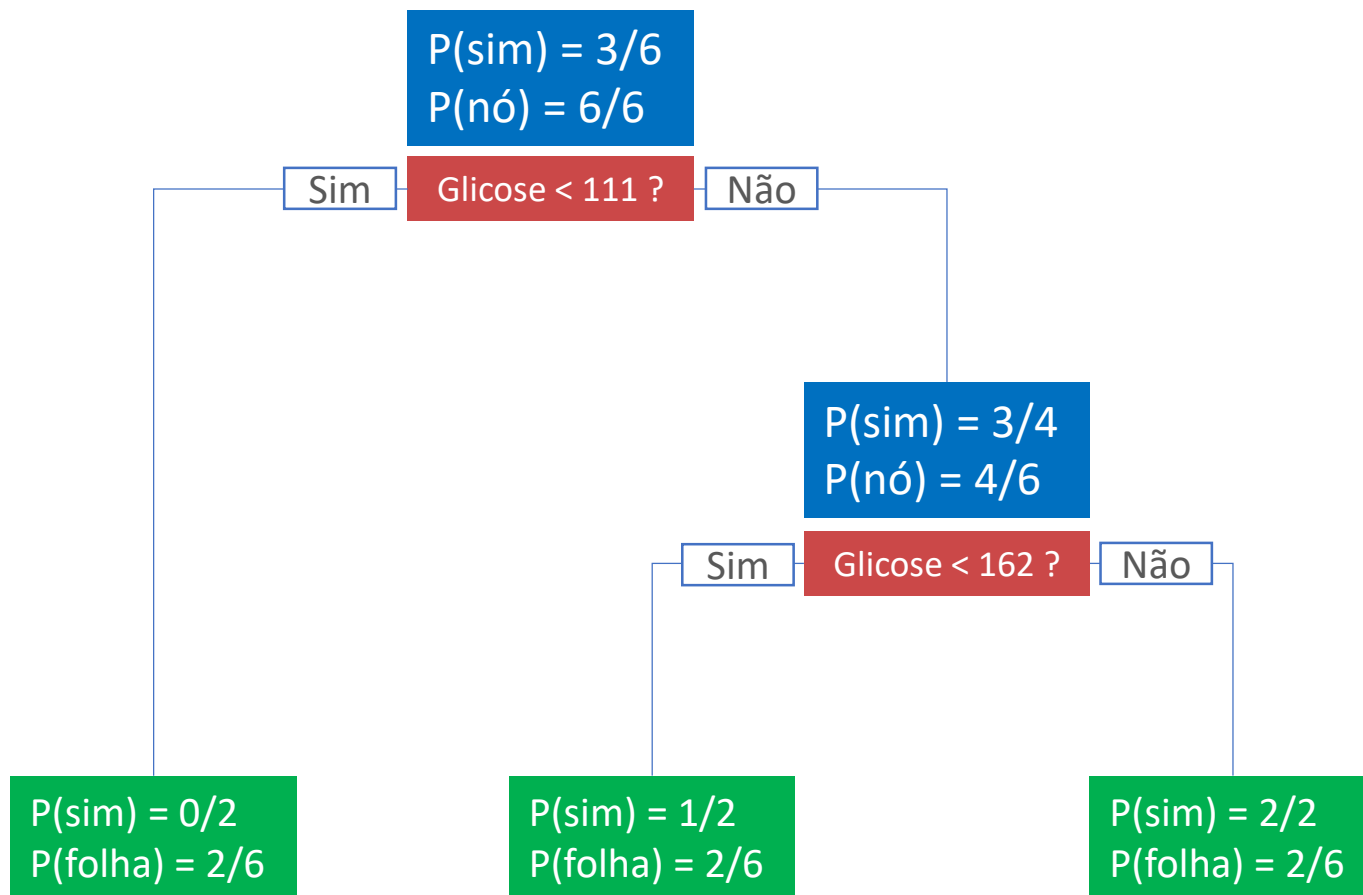 P(sim) = 3/6
P(nó) = 6/6
Sim
Glicose < 111 ?
Não
P(sim) = 3/4
P(nó) = 4/6
Sim
Glicose < 162 ?
Não
P(sim) = 0/2
P(folha) = 2/6
P(sim) = 1/2
P(folha) = 2/6
P(sim) = 2/2
P(folha) = 2/6